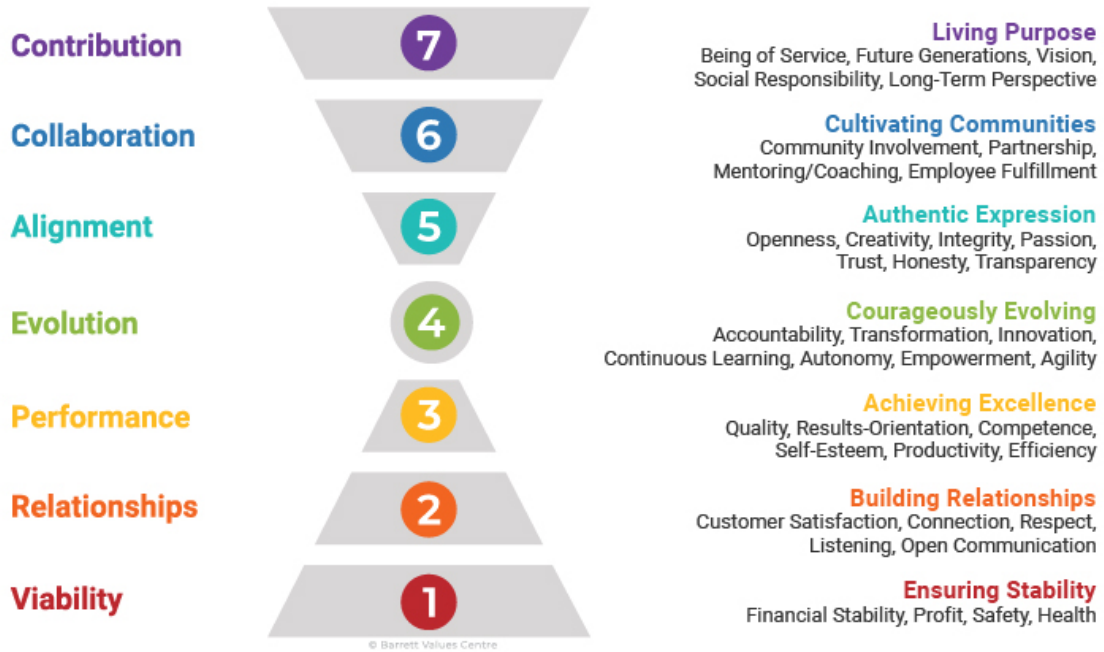 Contribution
7
Living Purpose
Being of Service, Future Generations, Vision,
Social Responsibility, Long-Term Perspective
Collaboration
6
Cultivating Communities
Community Involvement, Partnership,
Mentoring/Coaching, Employee Fulfillment
Alignment
5
Authentic Expression
Openness, Creativity, Integrity, Passion,
Trust, Honesty, Transparency
Evolution
4
Courageously Evolving
Accountability, Transformation, Innovation,
Continuous Learning, Autonomy, Empowerment, Agility
Performance
3
Achieving Excellence
Quality, Results-Orientation, Competence,
Self-Esteem, Productivity, Efficiency
Relationships
2
Building Relationships
Customer Satisfaction, Connection, Respect,
Listening, Open Communication
Viability
1
Ensuring Stability
Financial Stability, Profit, Safety, Health
© Barrett Values Centre